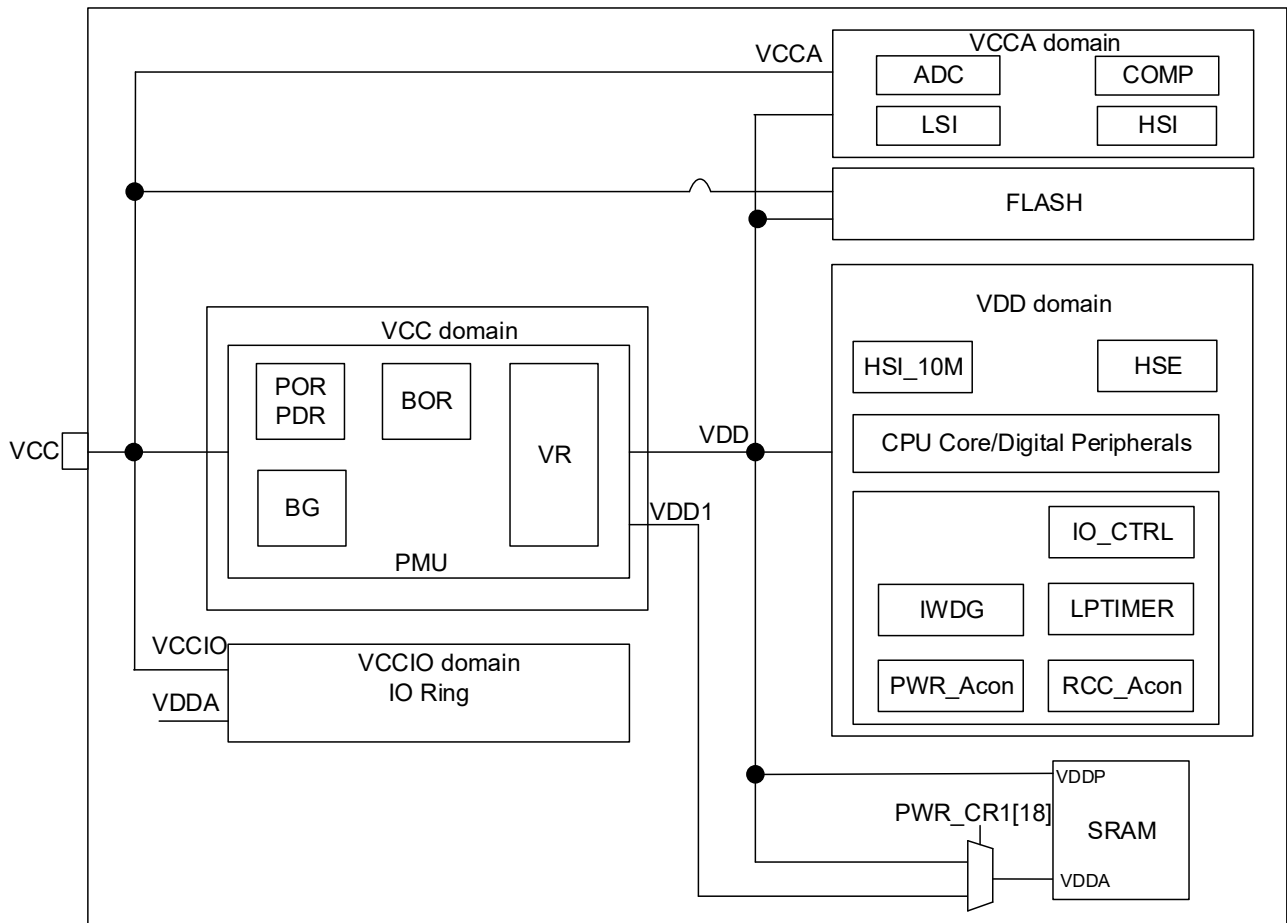 VCCA domain
VCCA
ADC
COMP
LSI
HSI
FLASH
VCC domain
POR
PDR
BOR
VR
BG
PMU
VCC
VDD
VDD1
VDD domain
HSI_10M
HSE
CPU Core/Digital Peripherals
IO_CTRL
IWDG
LPTIMER
PWR_Acon
RCC_Acon
VCCIO
VCCIO domain
IO Ring
VDDA
VDDP
PWR_CR1[18]
SRAM
VDDA